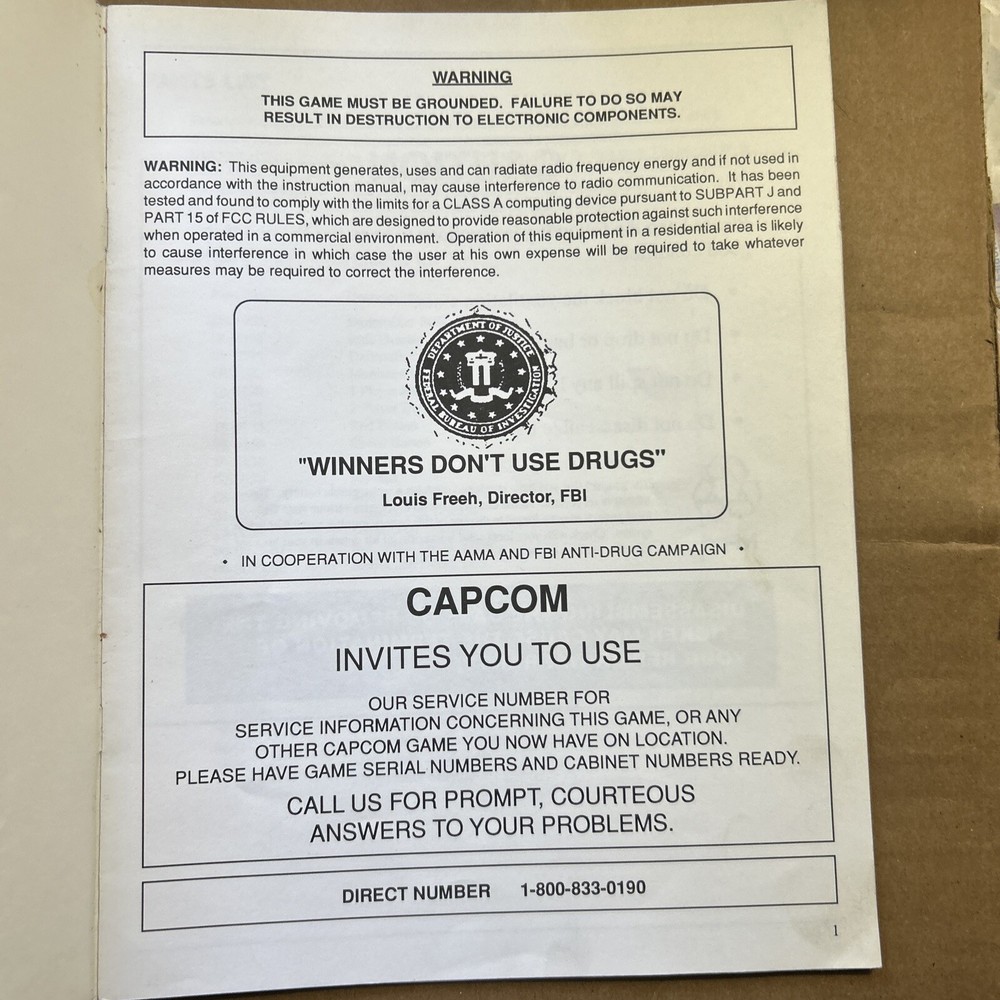 WARNING
THIS GAME MUST BE GROUNDED. FAILURE TO DO SO MAY
RESULT IN DESTRUCTION TO ELECTRONIC COMPONENTS.
WARNING: This equipment generates, uses and can radiate radio frequency energy and if not used in
accordance with the instruction manual, may cause interference to radio communication. It has been
tested and found to comply with the limits for a CLASS A computing device pursuant to SUBPART J and
PART 15 of FCC RULES, which are designed to provide reasonable protection against such interference
when operated in a commercial environment. Operation of this equipment in a residential area is likely
to cause interference in which case the user at his own expense will be required to take whatever
measures may be required to correct the interference.
DEPARTMENT OF JUSTICE
FEDERAL BUREAU OF INVESTIGATION
"WINNERS DON'T USE DRUGS"
Louis Freeh, Director, FBI
• IN COOPERATION WITH THE AAMA AND FBI ANTI-DRUG CAMPAIGN •
CAPCOM
INVITES YOU TO USE
OUR SERVICE NUMBER FOR
SERVICE INFORMATION CONCERNING THIS GAME, OR ANY
OTHER CAPCOM GAME YOU NOW HAVE ON LOCATION.
PLEASE HAVE GAME SERIAL NUMBERS AND CABINET NUMBERS READY.
CALL US FOR PROMPT, COURTEOUS
ANSWERS TO YOUR PROBLEMS.
DIRECT NUMBER 1-800-833-0190
1